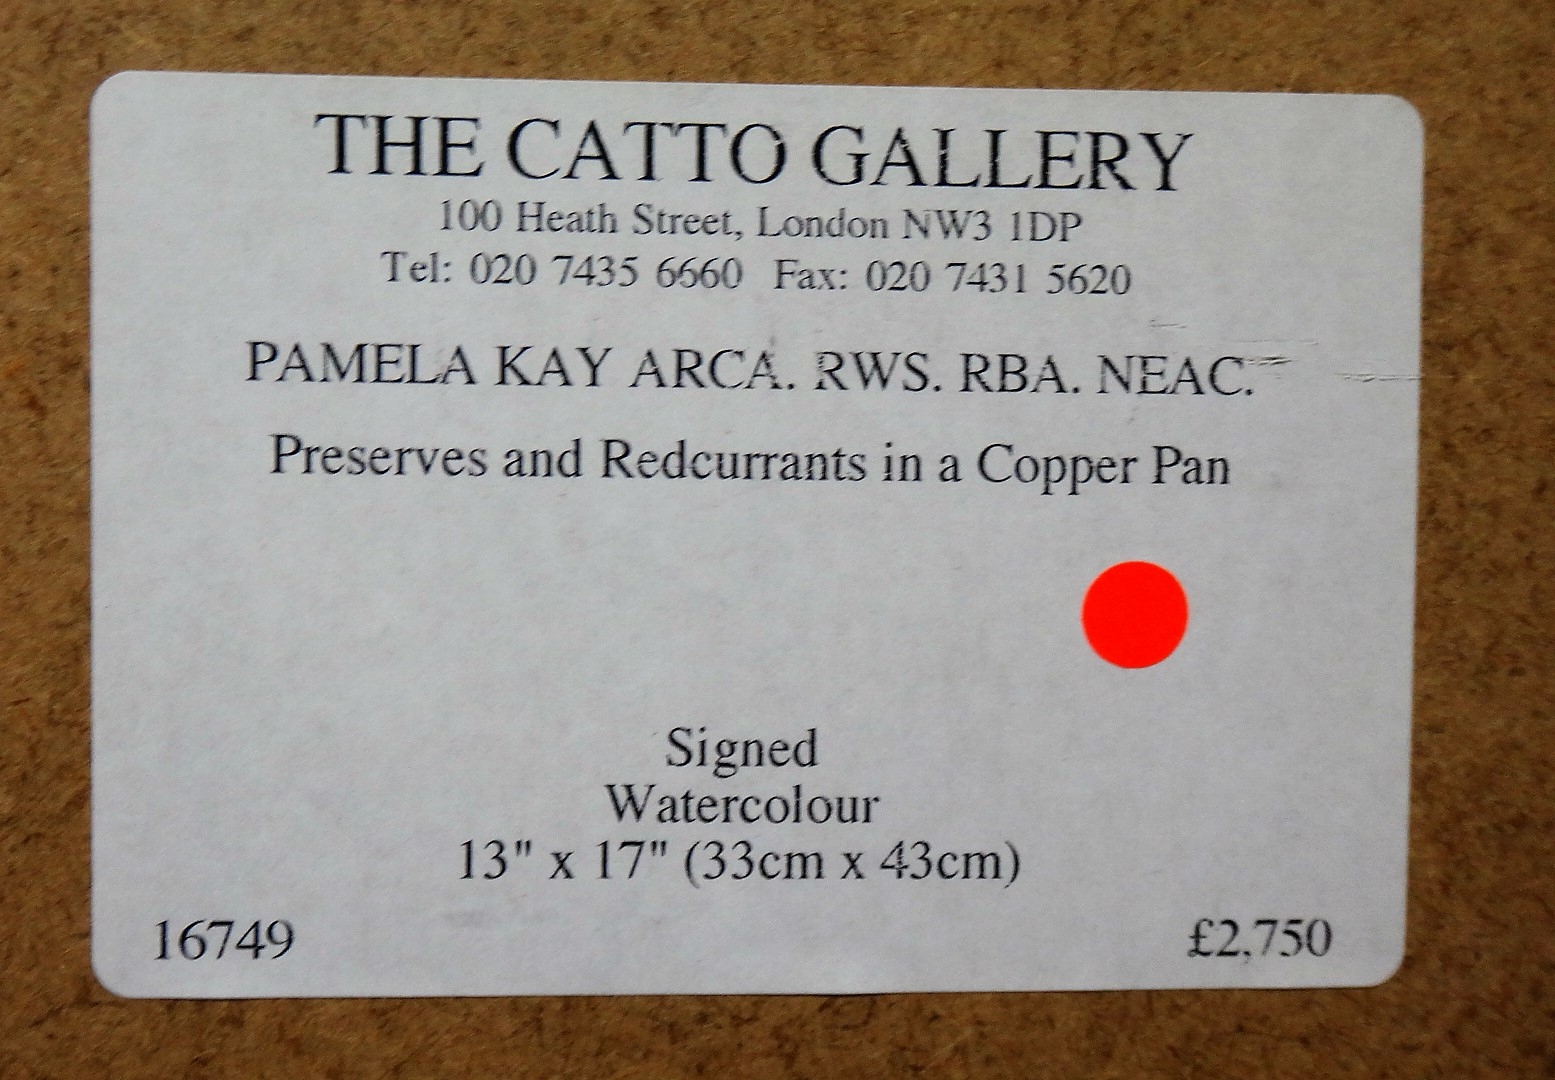 THE CATTO GALLERY
100 Heath Street, London NW3 1DP
Tel: 020 7435 6660 Fax: 020 7431 5620
PAMELA KAY ARCA. RWS. RBA. NEAC.
Preserves and Redcurrants in a Copper Pan
Signed
Watercolour
13" x 17" (33cm x 43cm)
16749 £2,750